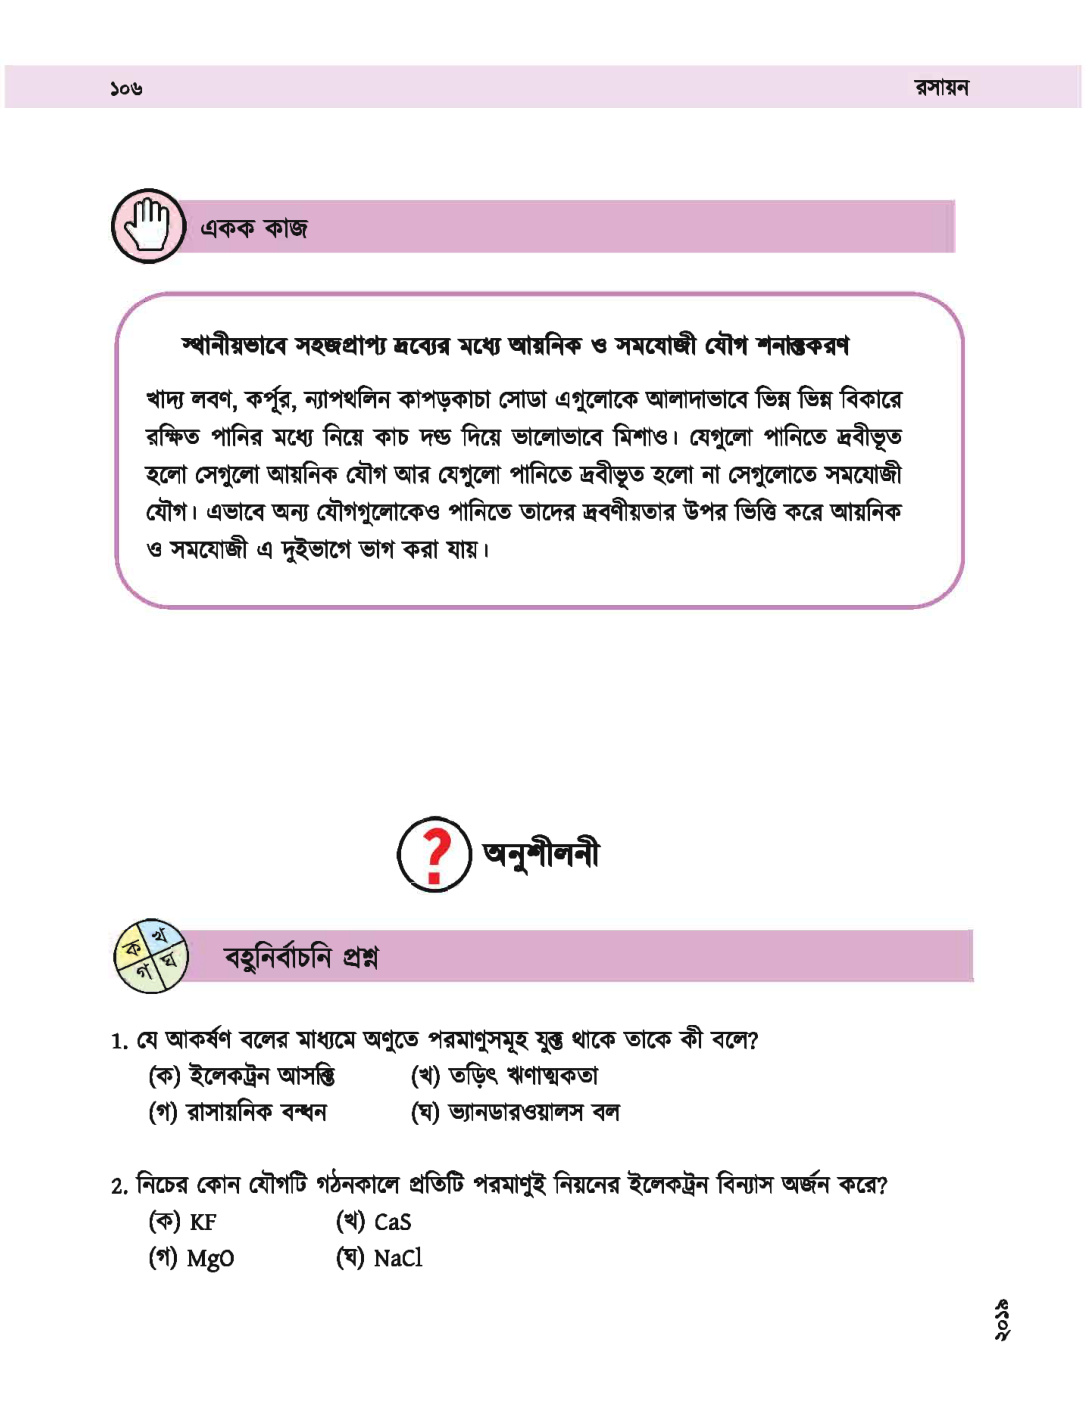 ১০৬ রসায়ন
একক কাজ
স্থানীয়ভাবে সহজপ্রাপ্য দ্রব্যের মধ্যে আয়নিক ও সমযোজী যৌগ শনাক্তকরণ
খাদ্য লবণ, কর্পূর, ন্যাপথলিন কাপড়কাচা সোডা এগুলোকে আলাদাভাবে ভিন্ন ভিন্ন বিকারে
রক্ষিত পানির মধ্যে নিয়ে কাচ দণ্ড দিয়ে ভালোভাবে মিশাও। যেগুলো পানিতে দ্রবীভূত
হলো সেগুলো আয়নিক যৌগ আর যেগুলো পানিতে দ্রবীভূত হলো না সেগুলোতে সমযোজী
যৌগ। এভাবে অন্য যৌগগুলোকেও পানিতে তাদের দ্রবণীয়তার উপর ভিত্তি করে আয়নিক
ও সমযোজী এ দুইভাগে ভাগ করা যায়।
? অনুশীলনী
ক খ
গ ঘ
বহুনির্বাচনি প্রশ্ন
1. যে আকর্ষণ বলের মাধ্যমে অণুতে পরমাণুসমূহ যুক্ত থাকে তাকে কী বলে?
(ক) ইলেকট্রন আসক্তি (খ) তড়িৎ ঋণাত্মকতা
(গ) রাসায়নিক বন্ধন (ঘ) ভ্যানডারওয়ালস বল
2. নিচের কোন যৌগটি গঠনকালে প্রতিটি পরমাণুই নিয়নের ইলেকট্রন বিন্যাস অর্জন করে?
(ক) KF (খ) CaS
(গ) MgO (ঘ) NaCl
২০১৯